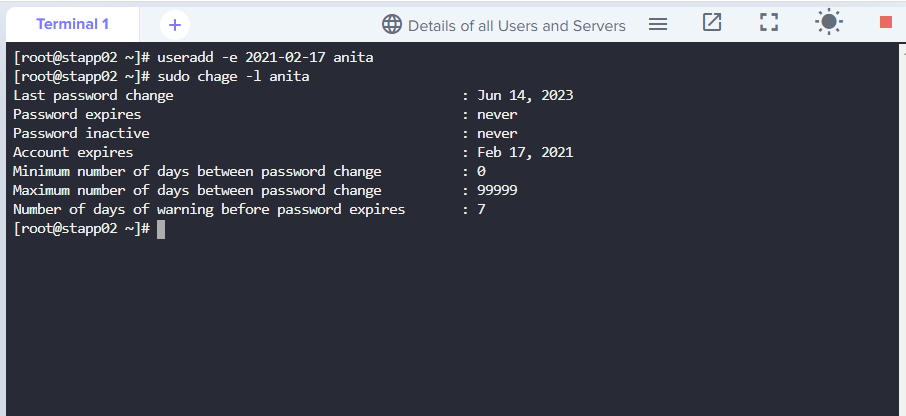 Terminal 1 + Details of all Users and Servers
[root@stapp02 ~]# useradd -e 2021-02-17 anita
[root@stapp02 ~]# sudo chage -l anita
Last password change : Jun 14, 2023
Password expires : never
Password inactive : never
Account expires : Feb 17, 2021
Minimum number of days between password change : 0
Maximum number of days between password change : 99999
Number of days of warning before password expires : 7
[root@stapp02 ~]#